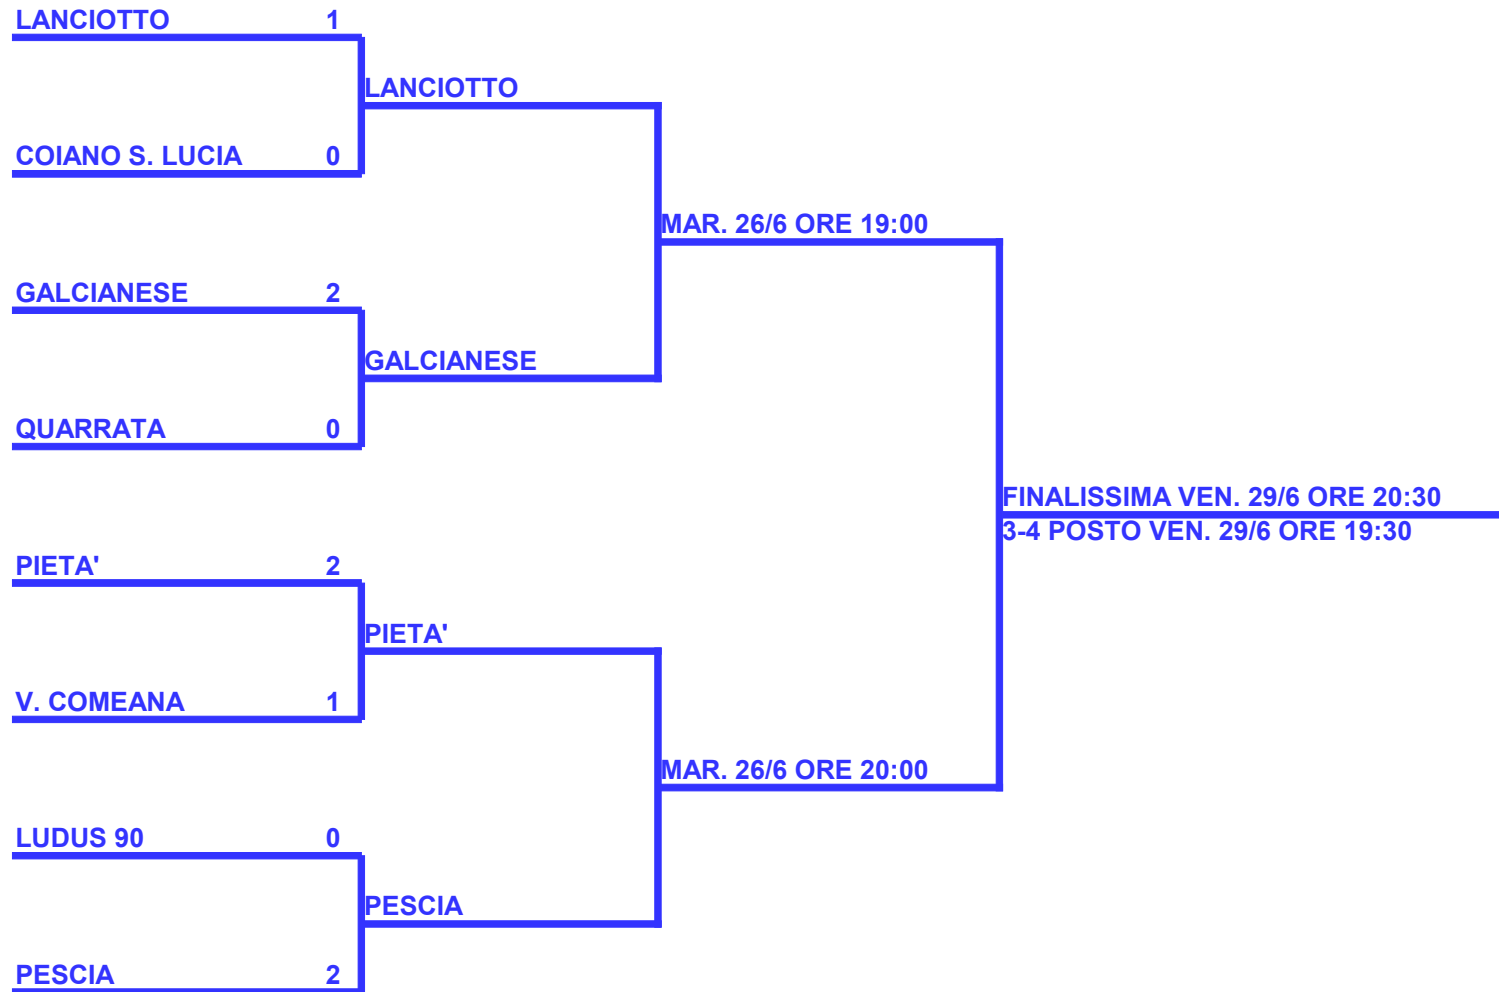 LANCIOTTO 1
LANCIOTTO
COIANO S. LUCIA 0
MAR. 26/6 ORE 19:00
GALCIANESE 2
GALCIANESE
QUARRATA 0
FINALISSIMA VEN. 29/6 ORE 20:30
3-4 POSTO VEN. 29/6 ORE 19:30
PIETA' 2
PIETA'
V. COMEANA 1
MAR. 26/6 ORE 20:00
LUDUS 90 0
PESCIA
PESCIA 2